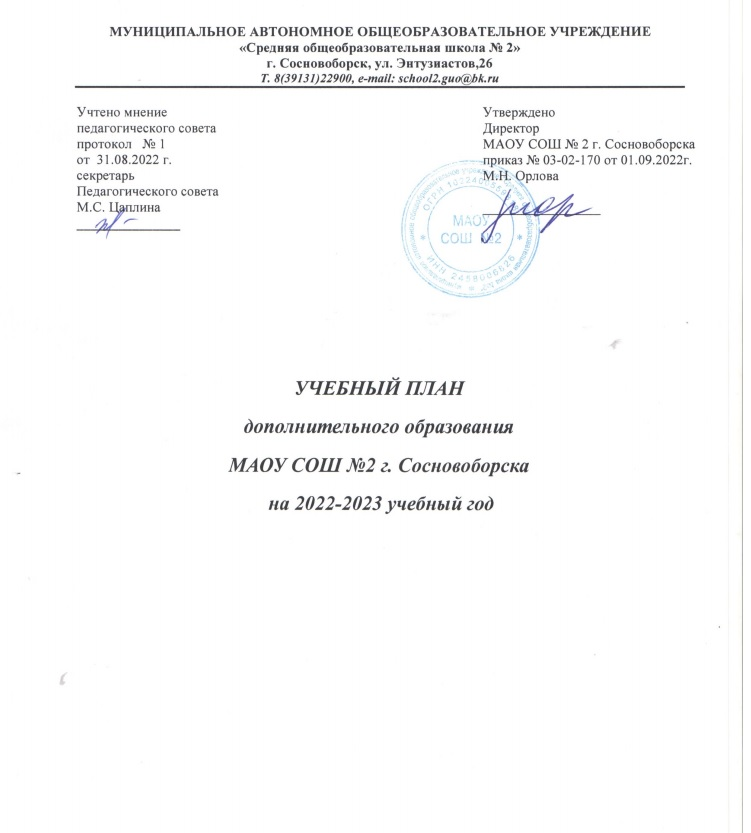 МУНИЦИПАЛЬНОЕ АВТОНОМНОЕ ОБЩЕОБРАЗОВАТЕЛЬНОЕ УЧРЕЖДЕНИЕ
«Средняя общеобразовательная школа № 2»
г. Сосновоборск, ул. Энтузиастов,26
Т. 8(39131)22900, e-mail: school2.guo@bk.ru
Учтено мнение
педагогического совета
протокол № 1
от 31.08.2022 г.
секретарь
Педагогического совета
М.С. Цаплина
Утверждено
Директор
МАОУ СОШ № 2 г. Сосновоборска
приказ № 03-02-170 от 01.09.2022г.
М.Н. Орлова
МАОУ
СОШ №2
УЧЕБНЫЙ ПЛАН
дополнительного образования
МАОУ СОШ №2 г. Сосновоборска
на 2022-2023 учебный год